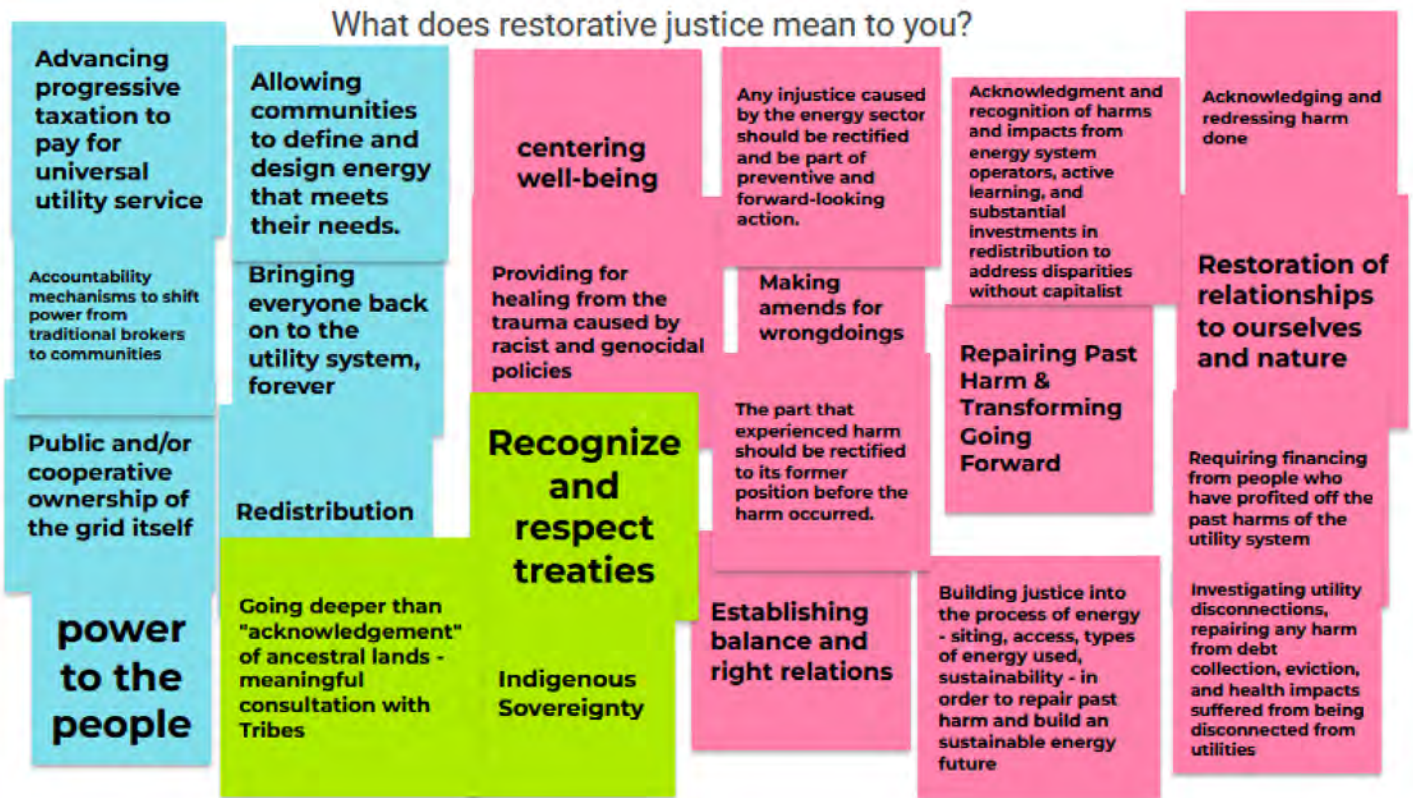 What does restorative justice mean to you?
Advancing
progressive
taxation to
pay for
universal
utility service
Accountability
mechanisms to shift
power from
traditional brokers
to communities
Public and/or
cooperative
ownership of
the grid itself
power
to the
people
Allowing
communities
to define and
design energy
that meets
their needs.
Bringing
everyone back
on to the
utility system,
forever
Redistribution
Going deeper than
"acknowledgement"
of ancestral lands -
meaningful
consultation with
Tribes
centering
well-being
Providing for
healing from the
trauma caused by
racist and genocidal
policies
Recognize
and
respect
treaties
Indigenous
Sovereignty
Any injustice caused
by the energy sector
should be rectified
and be part of
preventive and
forward-looking
action.
Making
amends for
wrongdoings
The part that
experienced harm
should be rectified
to its former
position before the
harm occurred.
Establishing
balance and
right relations
Acknowledgment and
recognition of harms
and impacts from
energy system
operators, active
learning, and
substantial
investments in
redistribution to
address disparities
without capitalist
Repairing Past
Harm &
Transforming
Going
Forward
Building justice into
the process of energy
- siting, access, types
of energy used,
sustainability - in
order to repair past
harm and build an
sustainable energy
future
Acknowledging and
redressing harm
done
Restoration of
relationships
to ourselves
and nature
Requiring financing
from people who
have profited off the
past harms of the
utility system
Investigating utility
disconnections,
repairing any harm
from debt
collection, eviction,
and health impacts
suffered from being
disconnected from
utilities